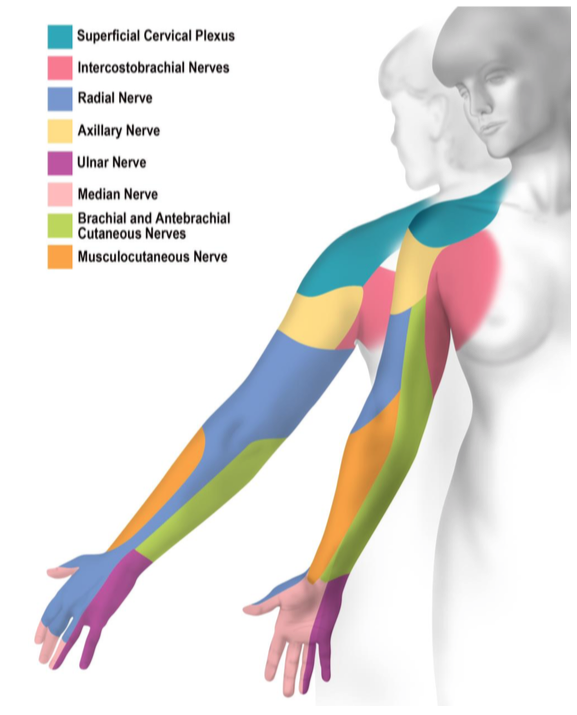 Superficial Cervical Plexus
Intercostobrachial Nerves
Radial Nerve
Axillary Nerve
Ulnar Nerve
Median Nerve
Brachial and Antebrachial
Cutaneous Nerves
Musculocutaneous Nerve